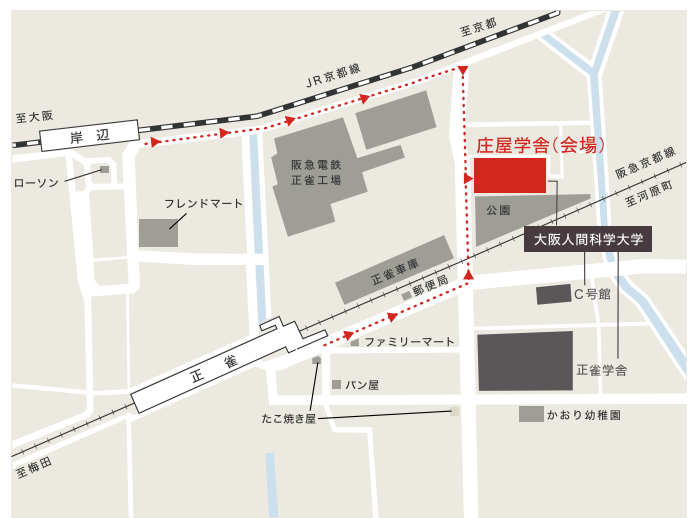 至京都
JR京都線
至大阪
岸辺
庄屋学舎(会場)
阪急電鉄
正雀工場
阪急京都線
至河原町
ローソン
フレンドマート
公園
大阪人間科学大学
正雀車庫
郵便局
C号館
ファミリーマート
正雀
正雀学舎
パン屋
たこ焼き屋
かおり幼稚園
至梅田